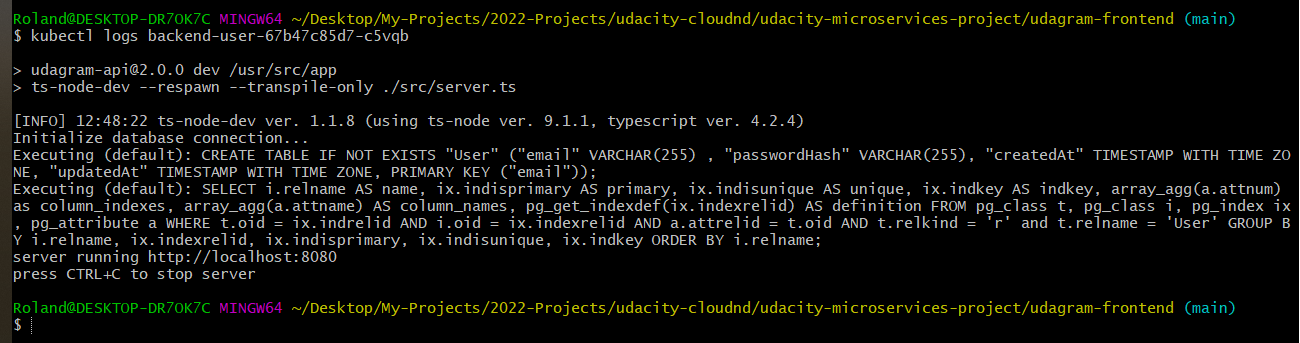 Roland@DESKTOP-DR7OK7C MINGW64 ~/Desktop/My-Projects/2022-Projects/udacity-cloudnd/udacity-microservices-project/udagram-frontend (main)
$ kubectl logs backend-user-67b47c85d7-c5vqb
> udagram-api@2.0.0 dev /usr/src/app
> ts-node-dev --respawn --transpile-only ./src/server.ts
[INFO] 12:48:22 ts-node-dev ver. 1.1.8 (using ts-node ver. 9.1.1, typescript ver. 4.2.4)
Initialize database connection...
Executing (default): CREATE TABLE IF NOT EXISTS "User" ("email" VARCHAR(255) , "passwordHash" VARCHAR(255), "createdAt" TIMESTAMP WITH TIME ZO
NE, "updatedAt" TIMESTAMP WITH TIME ZONE, PRIMARY KEY ("email"));
Executing (default): SELECT i.relname AS name, ix.indisprimary AS primary, ix.indisunique AS unique, ix.indkey AS indkey, array_agg(a.attnum)
as column_indexes, array_agg(a.attname) AS column_names, pg_get_indexdef(ix.indexrelid) AS definition FROM pg_class t, pg_class i, pg_index ix
, pg_attribute a WHERE t.oid = ix.indrelid AND i.oid = ix.indexrelid AND a.attrelid = t.oid AND t.relkind = 'r' and t.relname = 'User' GROUP B
Y i.relname, ix.indexrelid, ix.indisprimary, ix.indisunique, ix.indkey ORDER BY i.relname;
server running http://localhost:8080
press CTRL+C to stop server
Roland@DESKTOP-DR7OK7C MINGW64 ~/Desktop/My-Projects/2022-Projects/udacity-cloudnd/udacity-microservices-project/udagram-frontend (main)
$